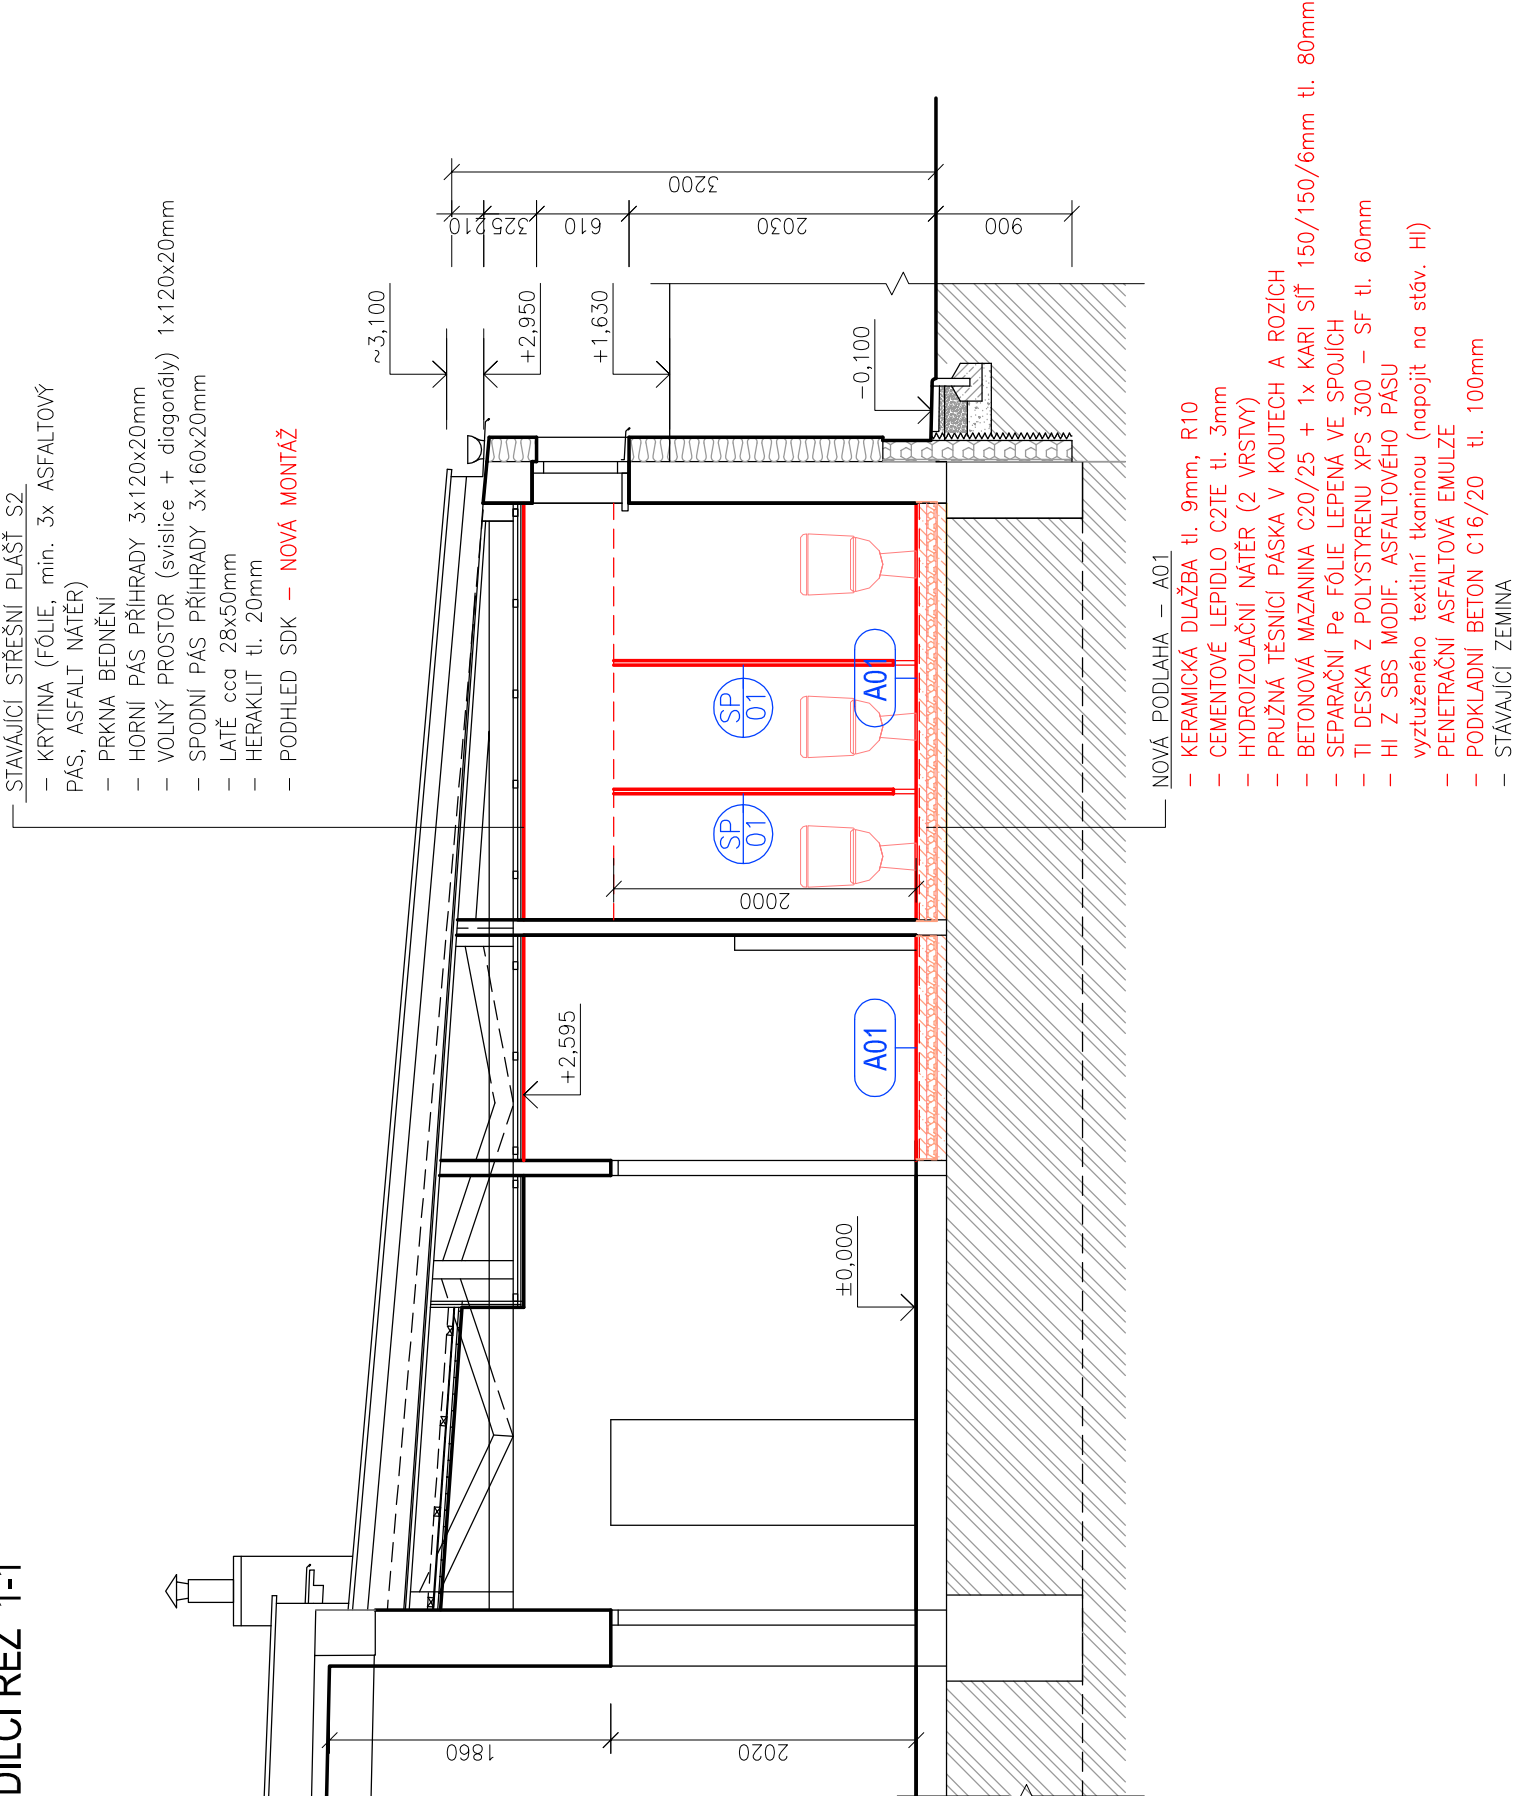 DÍLČÍ ŘEZ 1-1
STAVÁJÍCÍ STŘEŠNÍ PLÁŠŤ S2
- KRYTINA (FÓLIE, min. 3x ASFALTOVÝ
PÁS, ASFALT NÁTĚR)
- PRKNA BEDNĚNÍ
- HORNÍ PÁS PŘÍHRADY 3x120x20mm
- VOLNÝ PROSTOR (svislice + diagonály) 1x120x20mm
- SPODNÍ PÁS PŘÍHRADY 3x160x20mm
- LATĚ cca 28x50mm
- HERAKLIT tl. 20mm
- PODHLED SDK - NOVÁ MONTÁŽ
~3,100
+2,950
+1,630
-0,100
3200
210
325
610
2030
900
+2,595
±0,000
2000
SP
01
SP
01
A01
A01
1860
2020
NOVÁ PODLAHA - A01
- KERAMICKÁ DLAŽBA tl. 9mm, R10
- CEMENTOVÉ LEPIDLO C2TE tl. 3mm
- HYDROIZOLAČNÍ NÁTĚR (2 VRSTVY)
- PRUŽNÁ TĚSNÍCÍ PÁSKA V KOUTECH A ROZÍCH
- BETONOVÁ MAZANINA C20/25 + 1x KARI SÍŤ 150/150/6mm tl. 80mm
- SEPARAČNÍ Pe FÓLIE LEPENÁ VE SPOJÍCH
- TI DESKA Z POLYSTYRENU XPS 300 - SF tl. 60mm
- HI Z SBS MODIF. ASFALTOVÉHO PÁSU
vyztuženého textilní tkaninou (napojit na stáv. HI)
- PENETRAČNÍ ASFALTOVÁ EMULZE
- PODKLADNÍ BETON C16/20 tl. 100mm
- STÁVAJÍCÍ ZEMINA